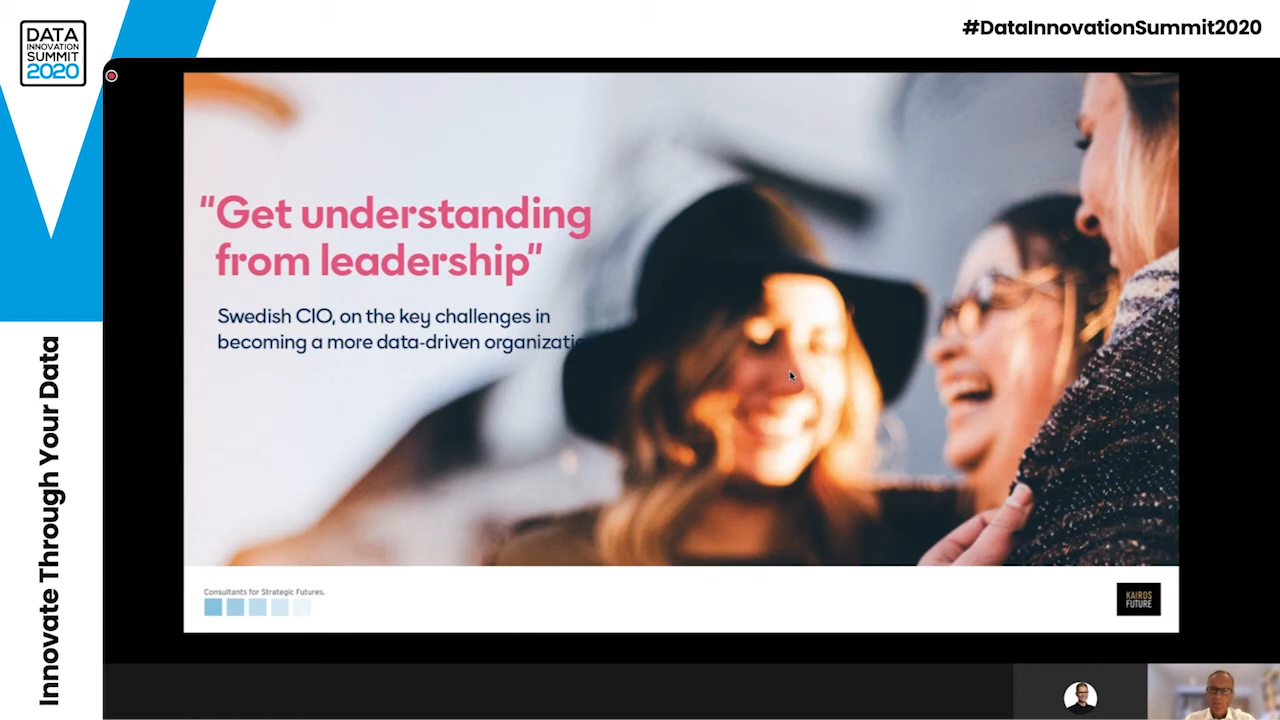 DATA
INNOVATION
SUMMIT
2020
#DataInnovationSummit2020
"Get understanding
from leadership"
Swedish CIO, on the key challenges in
becoming a more data-driven organizatio
Consultants for Strategic Futures.
KAIROS
FUTURE
Innovate Through Your Data